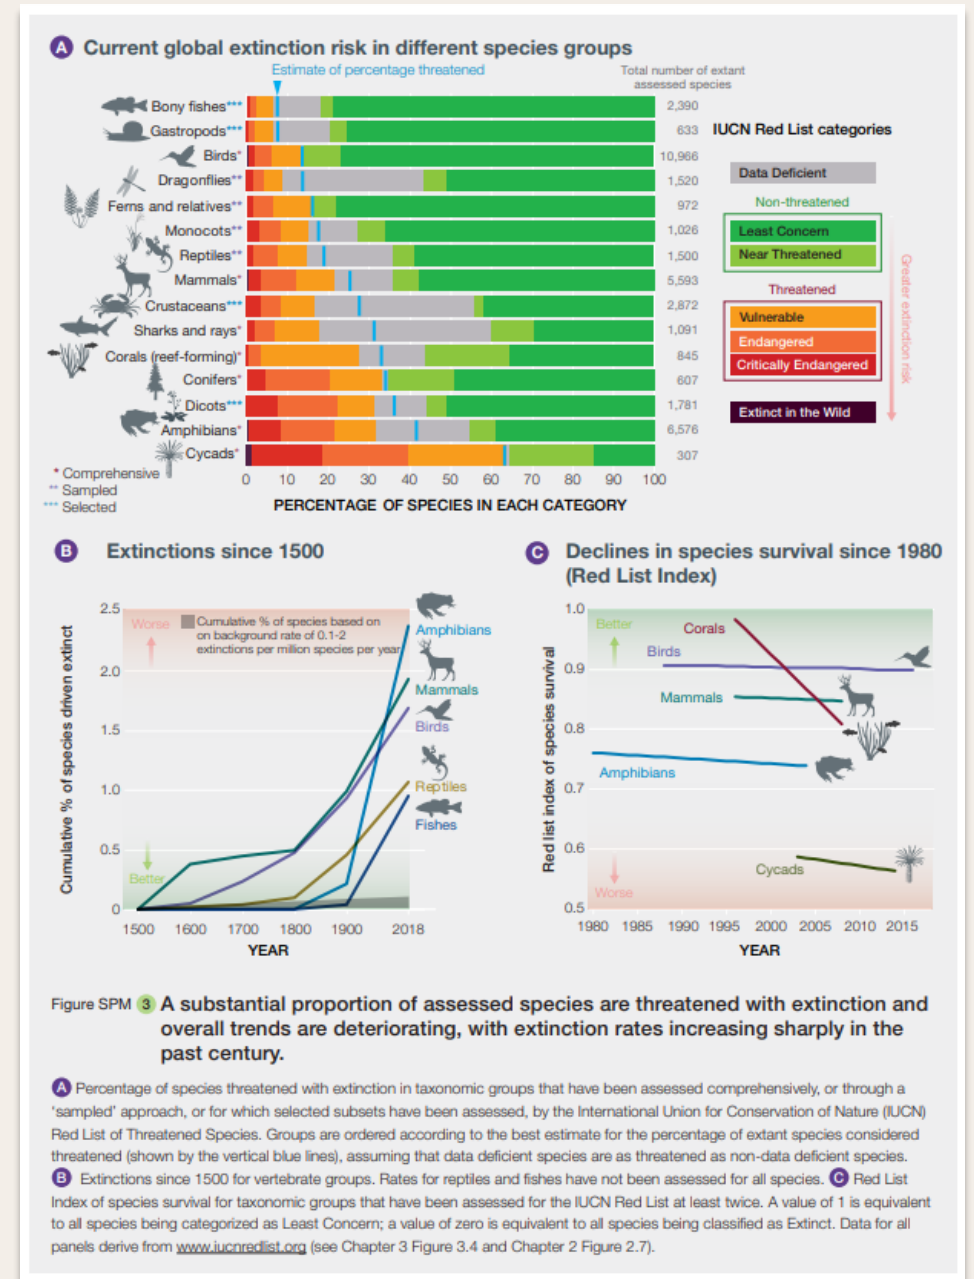 A Current global extinction risk in different species groups
Estimate of percentage threatened
Total number of extant
assessed species
Bony fishes*** 2,390
Gastropods*** 633
Birds* 10,966
Dragonflies** 1,520
Ferns and relatives** 972
Monocots** 1,026
Reptiles** 1,500
Mammals* 5,593
Crustaceans*** 2,872
Sharks and rays* 1,091
Corals (reef-forming)* 845
Conifers* 607
Dicots*** 1,781
Amphibians* 6,576
Cycads* 307
0 10 20 30 40 50 60 70 80 90 100
PERCENTAGE OF SPECIES IN EACH CATEGORY
* Comprehensive
** Sampled
*** Selected
IUCN Red List categories
Data Deficient
Non-threatened
Least Concern
Near Threatened
Threatened
Vulnerable
Endangered
Critically Endangered
Extinct in the Wild
Greater extinction risk
B Extinctions since 1500
Cumulative % of species driven extinct
2.5
2.0
1.5
1.0
0.5
0
Worse
Better
Cumulative % of species based on
on background rate of 0.1-2
extinctions per million species per year
Amphibians
Mammals
Birds
Reptiles
Fishes
1500 1600 1700 1800 1900 2018
YEAR
C Declines in species survival since 1980
(Red List Index)
Red list index of species survival
1.0
0.9
0.8
0.7
0.6
0.5
Better
Corals
Birds
Mammals
Amphibians
Cycads
Worse
1980 1985 1990 1995 2000 2005 2010 2015
YEAR
Figure SPM 3 A substantial proportion of assessed species are threatened with extinction and
overall trends are deteriorating, with extinction rates increasing sharply in the
past century.
A Percentage of species threatened with extinction in taxonomic groups that have been assessed comprehensively, or through a
'sampled' approach, or for which selected subsets have been assessed, by the International Union for Conservation of Nature (IUCN)
Red List of Threatened Species. Groups are ordered according to the best estimate for the percentage of extant species considered
threatened (shown by the vertical blue lines), assuming that data deficient species are as threatened as non-data deficient species.
B Extinctions since 1500 for vertebrate groups. Rates for reptiles and fishes have not been assessed for all species. C Red List
Index of species survival for taxonomic groups that have been assessed for the IUCN Red List at least twice. A value of 1 is equivalent
to all species being categorized as Least Concern; a value of zero is equivalent to all species being classified as Extinct. Data for all
panels derive from www.iucnredlist.org (see Chapter 3 Figure 3.4 and Chapter 2 Figure 2.7).